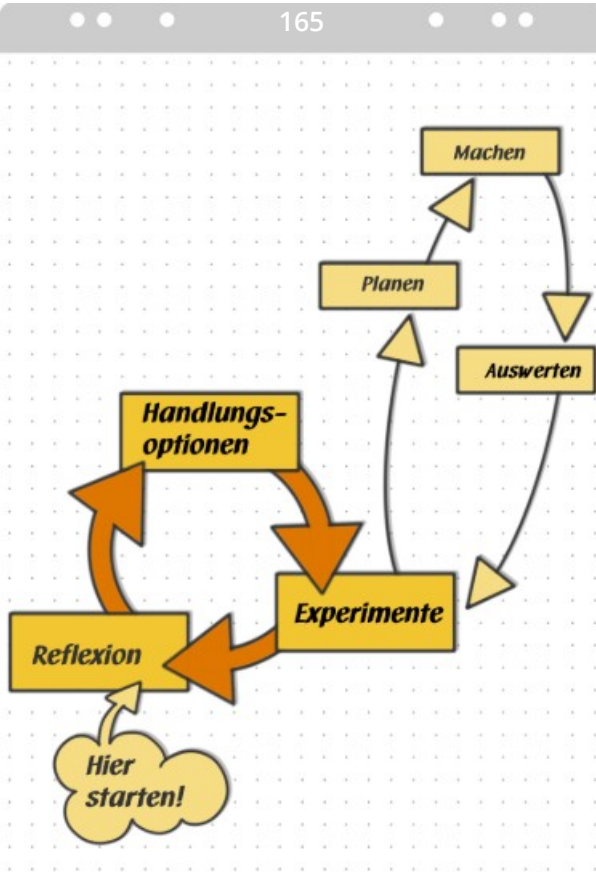 165
Machen
Planen
Auswerten
Handlungs-
optionen
Experimente
Reflexion
Hier
starten!